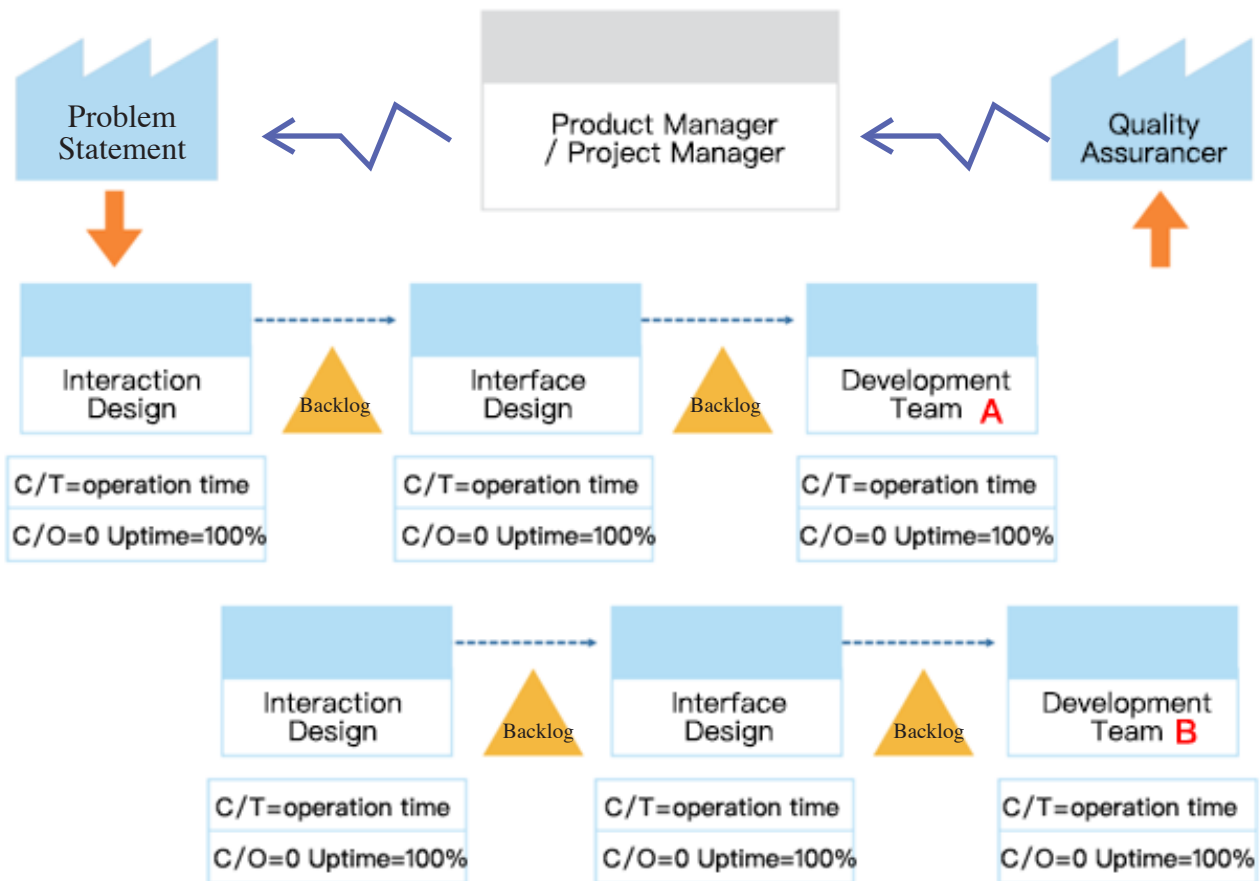 Problem
Statement
Product Manager
/ Project Manager
Quality
Assurancer
Interaction
Design
Backlog
Interface
Design
Backlog
Development
Team A
C/T=operation time
C/O=0 Uptime=100%
C/T=operation time
C/O=0 Uptime=100%
C/T=operation time
C/O=0 Uptime=100%
Interaction
Design
Backlog
Interface
Design
Backlog
Development
Team B
C/T=operation time
C/O=0 Uptime=100%
C/T=operation time
C/O=0 Uptime=100%
C/T=operation time
C/O=0 Uptime=100%